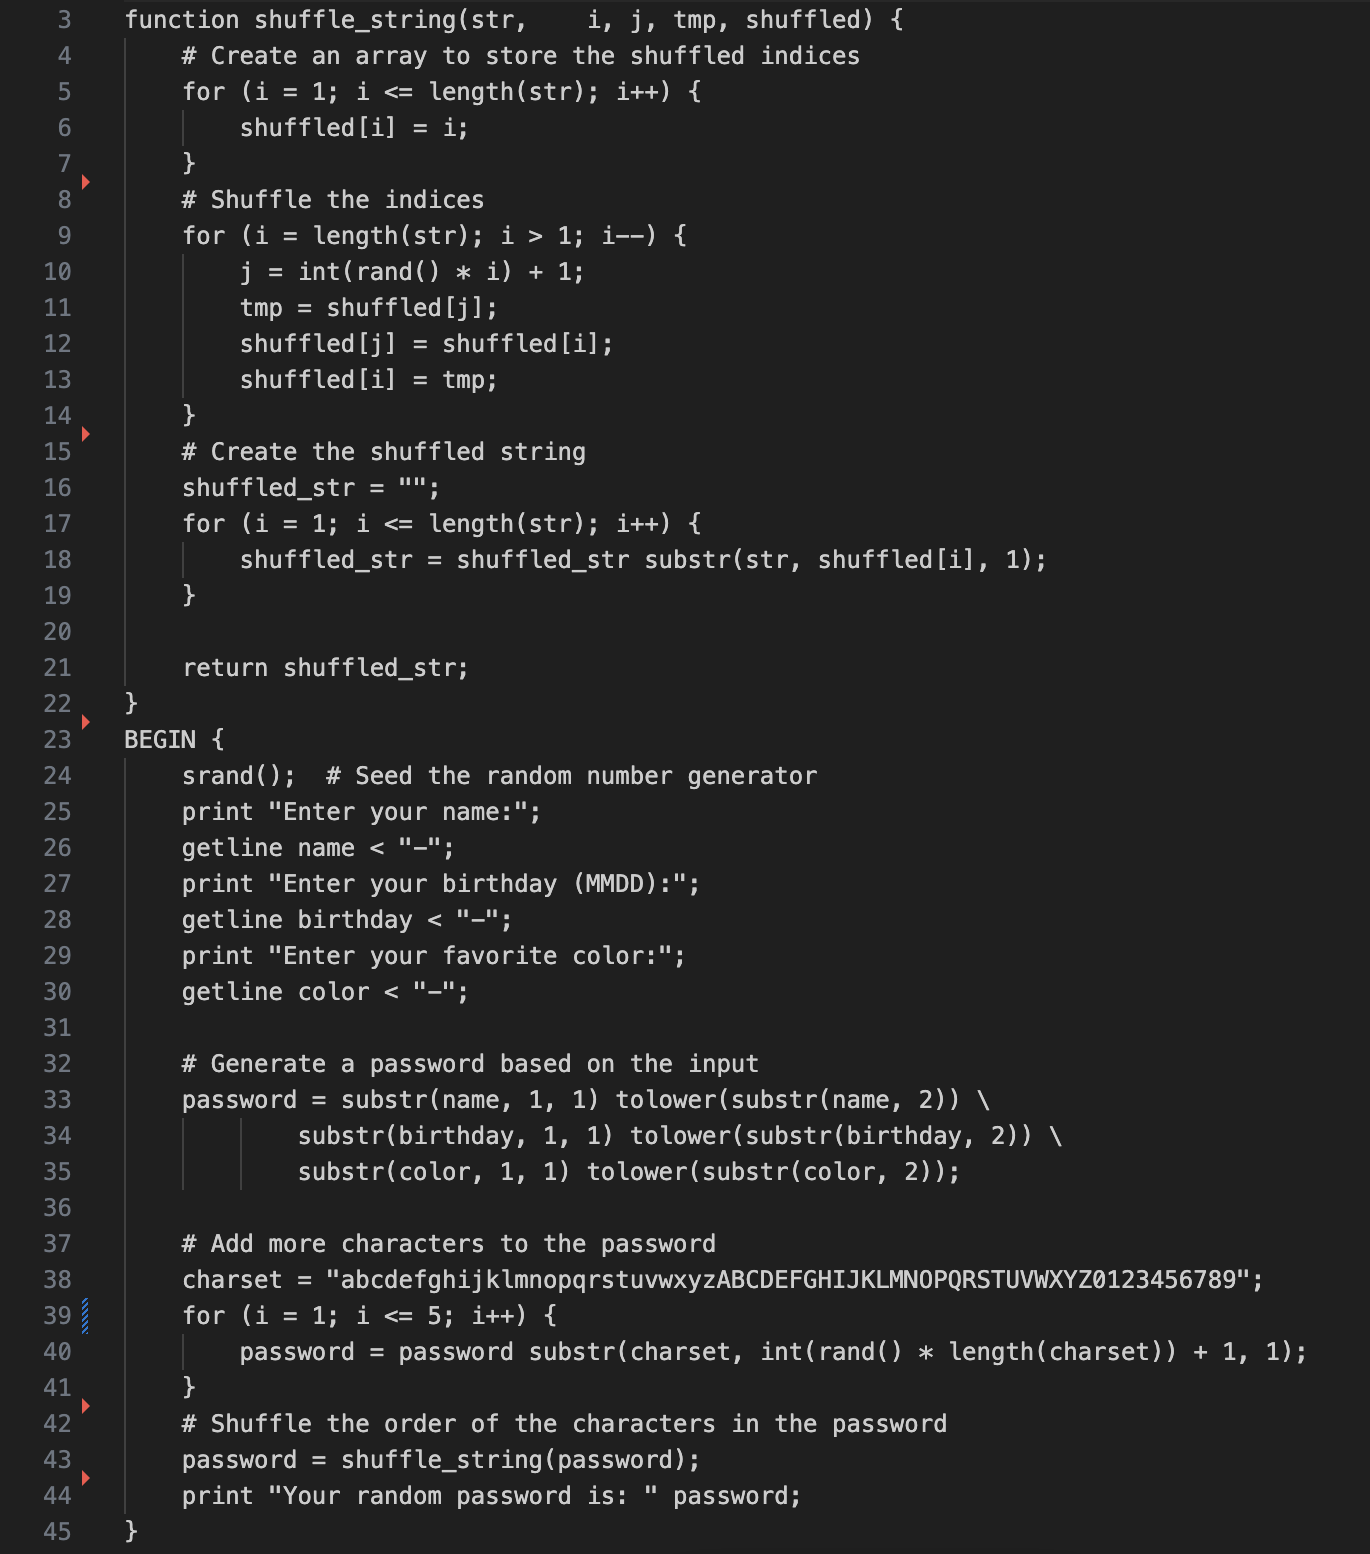 3 function shuffle_string(str,    i, j, tmp, shuffled) {
4     # Create an array to store the shuffled indices
5     for (i = 1; i <= length(str); i++) {
6         shuffled[i] = i;
7     }
8     # Shuffle the indices
9     for (i = length(str); i > 1; i--) {
10         j = int(rand() * i) + 1;
11         tmp = shuffled[j];
12         shuffled[j] = shuffled[i];
13         shuffled[i] = tmp;
14     }
15     # Create the shuffled string
16     shuffled_str = "";
17     for (i = 1; i <= length(str); i++) {
18         shuffled_str = shuffled_str substr(str, shuffled[i], 1);
19     }
20
21     return shuffled_str;
22 }
23 BEGIN {
24     srand();  # Seed the random number generator
25     print "Enter your name:";
26     getline name < "-";
27     print "Enter your birthday (MMDD):";
28     getline birthday < "-";
29     print "Enter your favorite color:";
30     getline color < "-";
31
32     # Generate a password based on the input
33     password = substr(name, 1, 1) tolower(substr(name, 2)) \
34             substr(birthday, 1, 1) tolower(substr(birthday, 2)) \
35             substr(color, 1, 1) tolower(substr(color, 2));
36
37     # Add more characters to the password
38     charset = "abcdefghijklmnopqrstuvwxyzABCDEFGHIJKLMNOPQRSTUVWXYZ0123456789";
39     for (i = 1; i <= 5; i++) {
40         password = password substr(charset, int(rand() * length(charset)) + 1, 1);
41     }
42     # Shuffle the order of the characters in the password
43     password = shuffle_string(password);
44     print "Your random password is: " password;
45 }